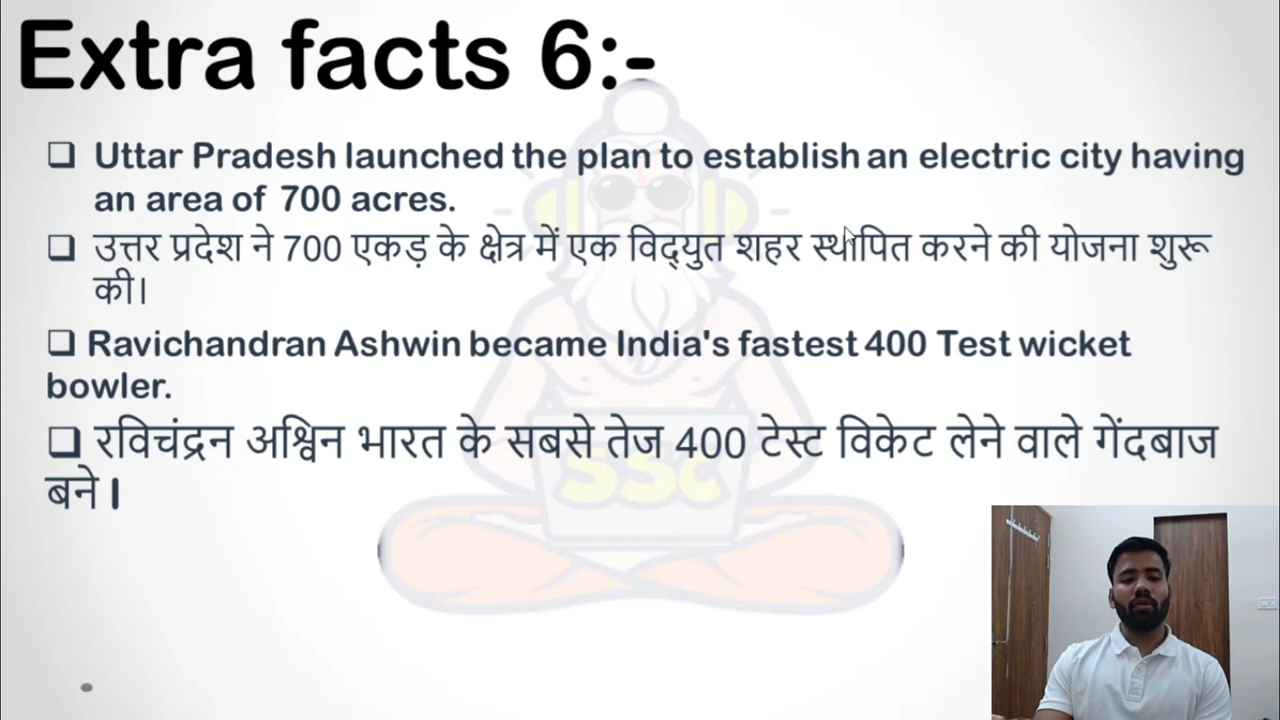 Extra facts 6:-
❑ Uttar Pradesh launched the plan to establish an electric city having
an area of 700 acres.
❑ उत्तर प्रदेश ने 700 एकड़ के क्षेत्र में एक विद्युत शहर स्थापित करने की योजना शुरू
की।
❑ Ravichandran Ashwin became India's fastest 400 Test wicket
bowler.
❑ रविचंद्रन अश्विन भारत के सबसे तेज 400 टेस्ट विकेट लेने वाले गेंदबाज
बने।
SSC